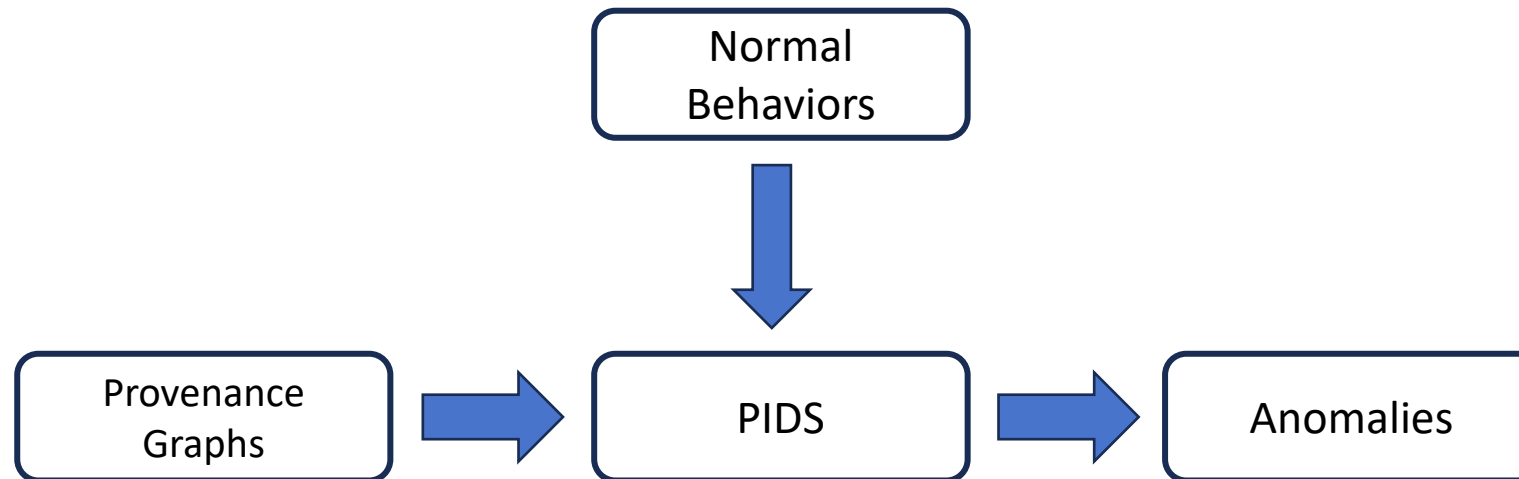 Normal
Behaviors
Provenance
Graphs
PIDS
Anomalies